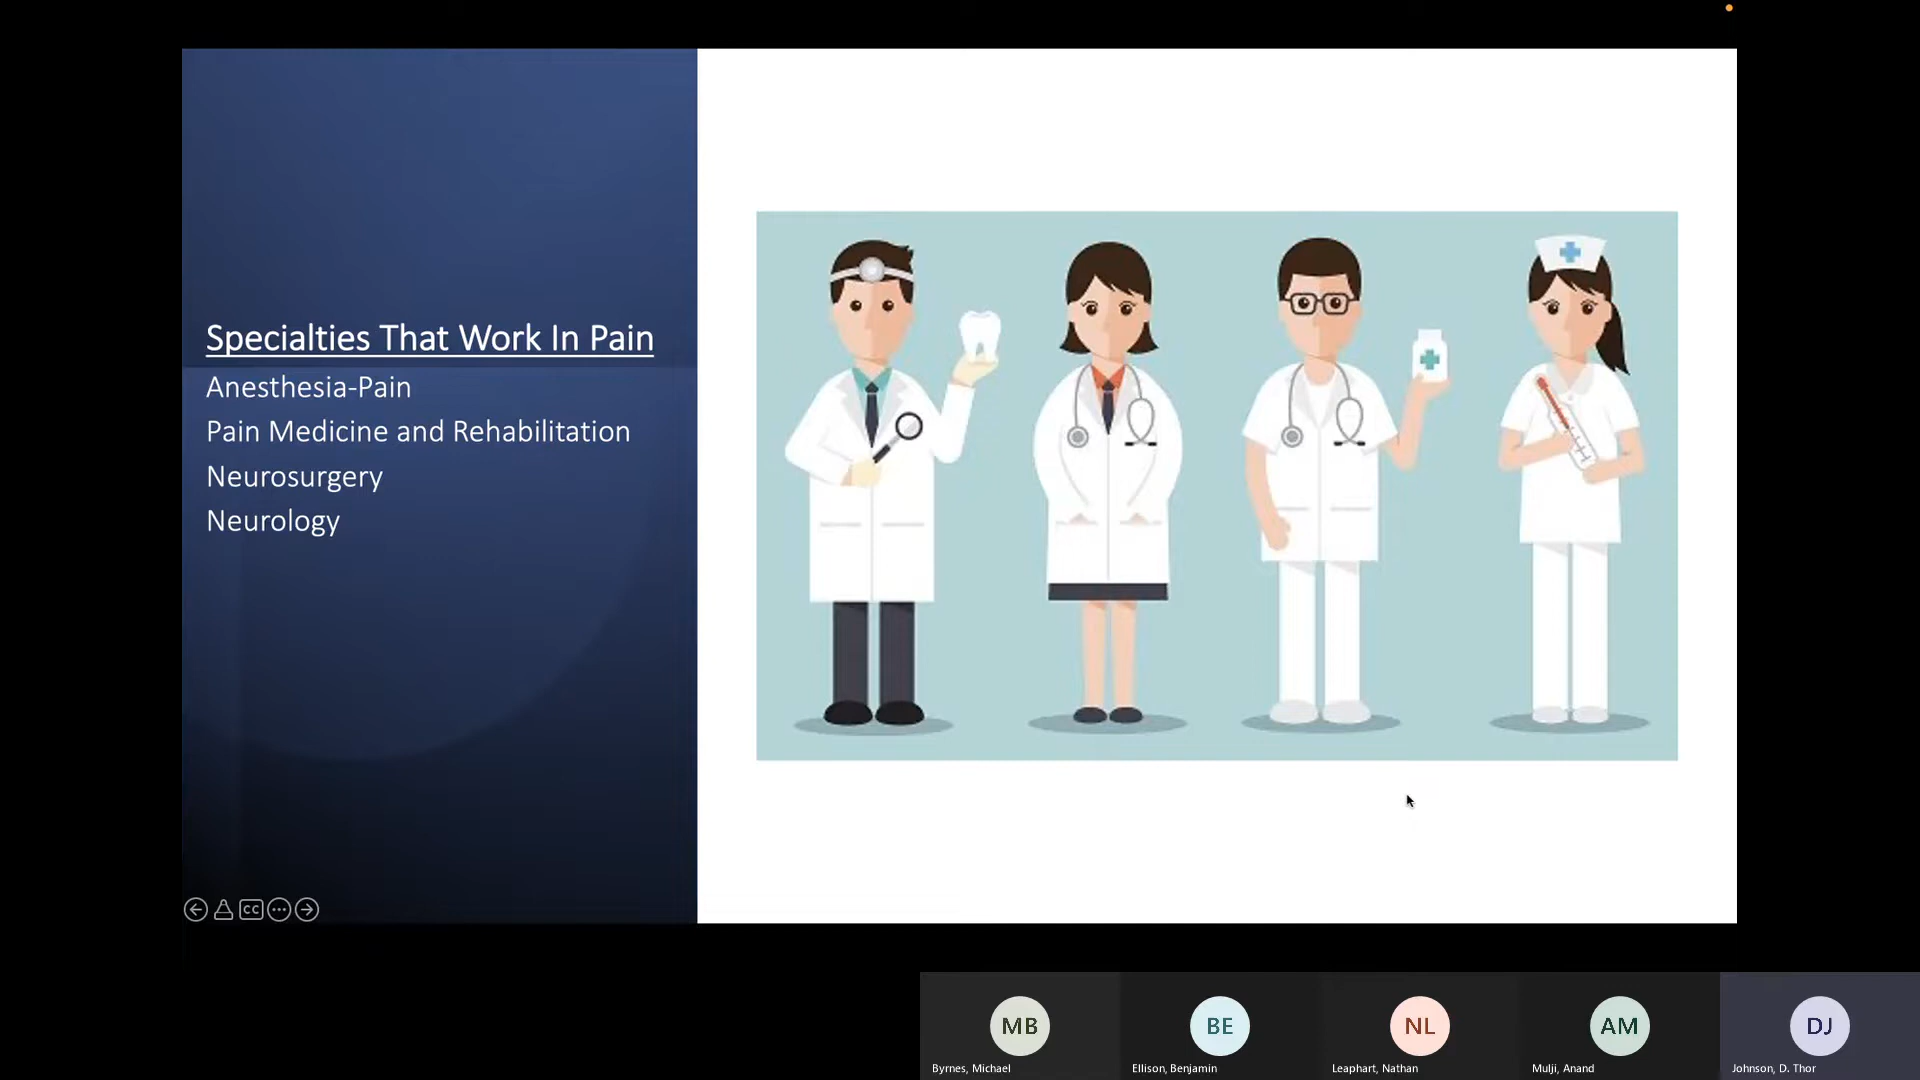 Specialties That Work In Pain
Anesthesia-Pain
Pain Medicine and Rehabilitation
Neurosurgery
Neurology
CC
MB
BE
NL
AM
DJ
Byrnes, Michael
Ellison, Benjamin
Leaphart, Nathan
Mulji, Anand
Johnson, D. Thor